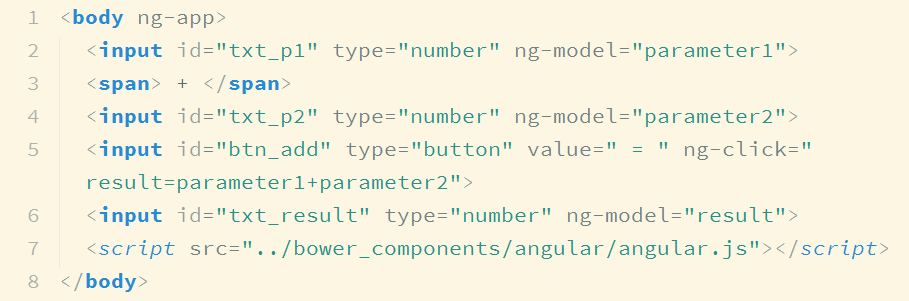 1 <body ng-app>
2 <input id="txt_p1" type="number" ng-model="parameter1">
3 <span> + </span>
4 <input id="txt_p2" type="number" ng-model="parameter2">
5 <input id="btn_add" type="button" value=" = " ng-click="
result=parameter1+parameter2">
6 <input id="txt_result" type="number" ng-model="result">
7 <script src="../bower_components/angular/angular.js"></script>
8 </body>